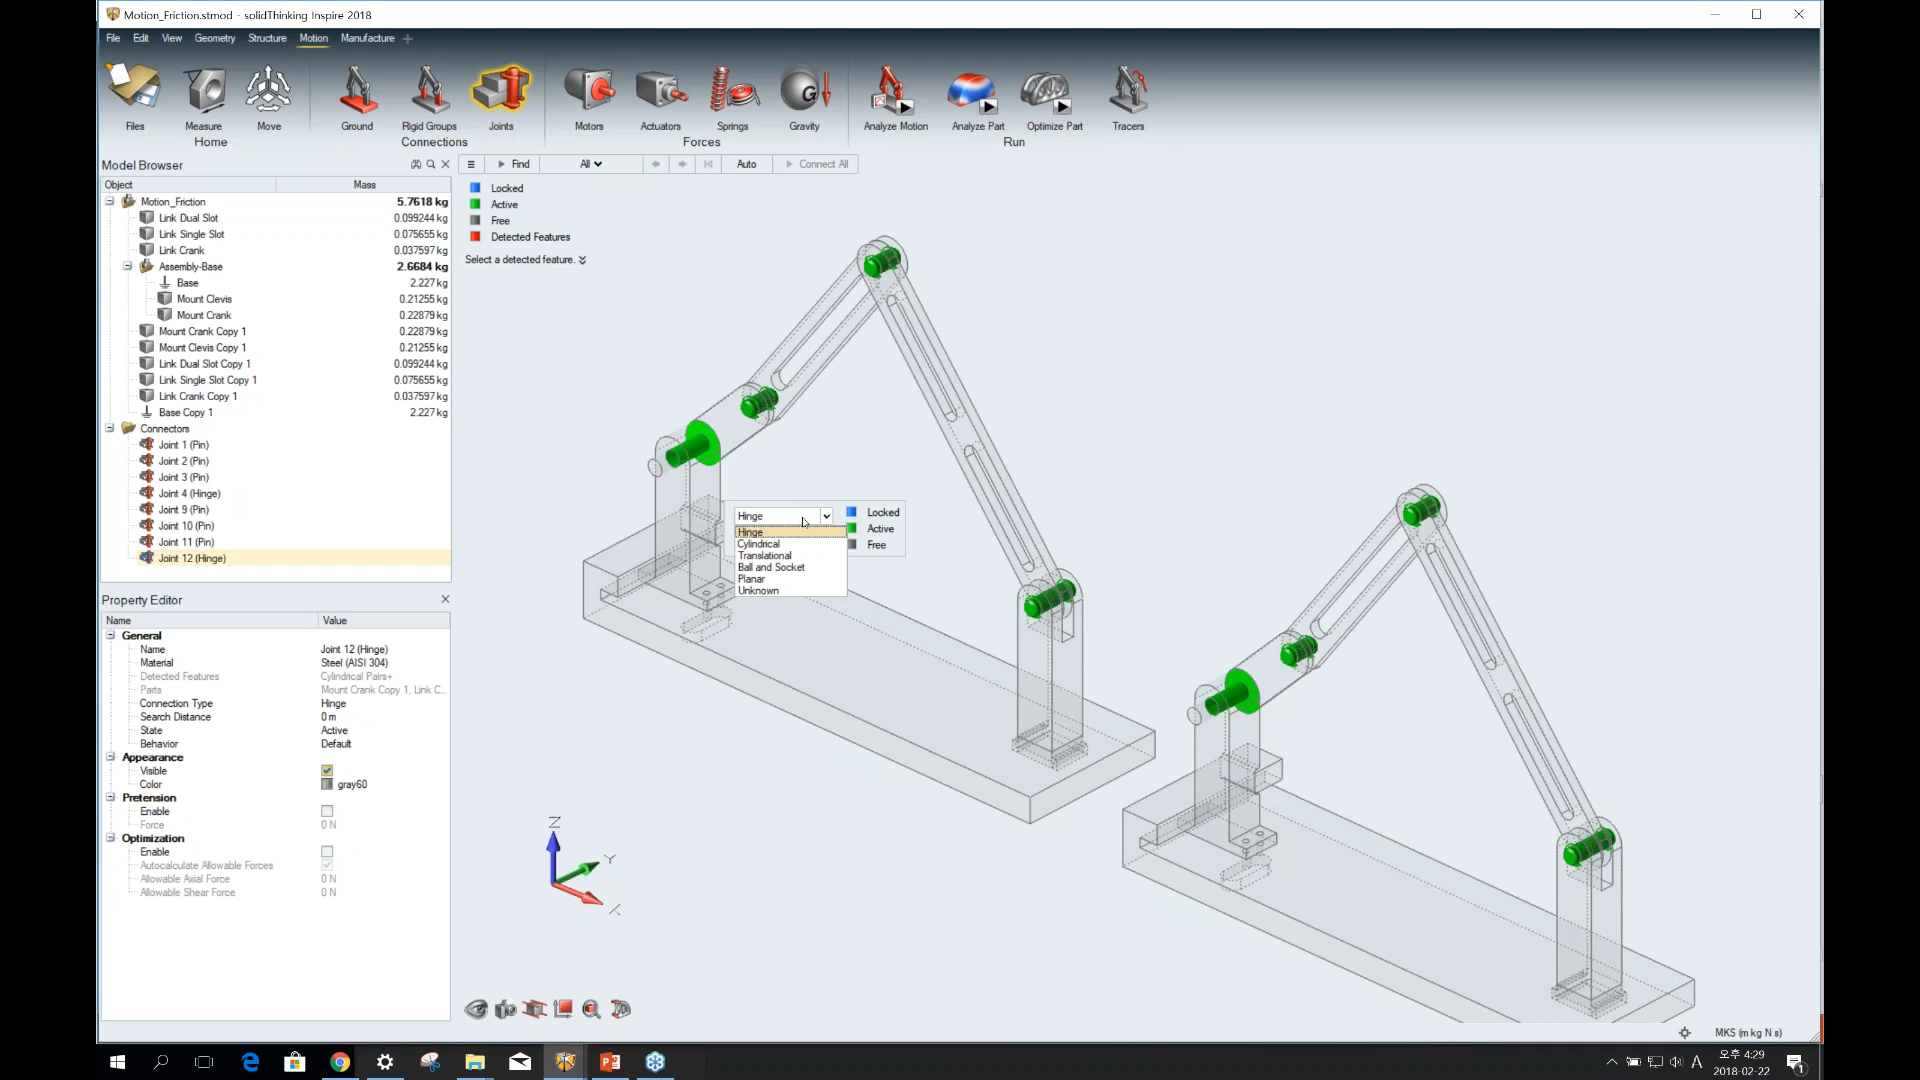 Motion_Friction.stmod - solidThinking Inspire 2018
File Edit View Geometry Structure Motion Manufacture
Files Measure Move Ground Rigid Groups Joints Motors Actuators Springs Gravity Analyze Motion Analyze Part Optimize Part Tracers
Home Connections Forces Run
G
Model Browser
Find All Auto Connect All
Object Mass
Motion_Friction 5.7618 kg
Link Dual Slot 0.099244 kg
Link Single Slot 0.075655 kg
Link Crank 0.037597 kg
Assembly-Base 2.6684 kg
Base 2.227 kg
Mount Clevis 0.21255 kg
Mount Crank 0.22879 kg
Mount Crank Copy 1 0.22879 kg
Mount Clevis Copy 1 0.21255 kg
Link Dual Slot Copy 1 0.099244 kg
Link Single Slot Copy 1 0.075655 kg
Link Crank Copy 1 0.037597 kg
Base Copy 1 2.227 kg
Connectors
Joint 1 (Pin)
Joint 2 (Pin)
Joint 3 (Pin)
Joint 4 (Hinge)
Joint 9 (Pin)
Joint 10 (Pin)
Joint 11 (Pin)
Joint 12 (Hinge)
Locked
Active
Free
Detected Features
Select a detected feature.
Hinge
Hinge
Cylindrical
Translational
Ball and Socket
Planar
Unknown
Locked
Active
Free
Property Editor
Name Value
General
Name Joint 12 (Hinge)
Material Steel (AISI 304)
Detected Features Cylindrical Pairs+
Parts Mount Crank Copy 1, Link C...
Connection Type Hinge
Search Distance 0 m
State Active
Behavior Default
Appearance
Visible
Color gray60
Pretension
Enable
Force 0 N
Optimization
Enable
Autocalculate Allowable Forces
Allowable Axial Force 0 N
Allowable Shear Force 0 N
Z
Y
X
MKS (m kg N s)
A
오후 4:29
2018-02-22
1